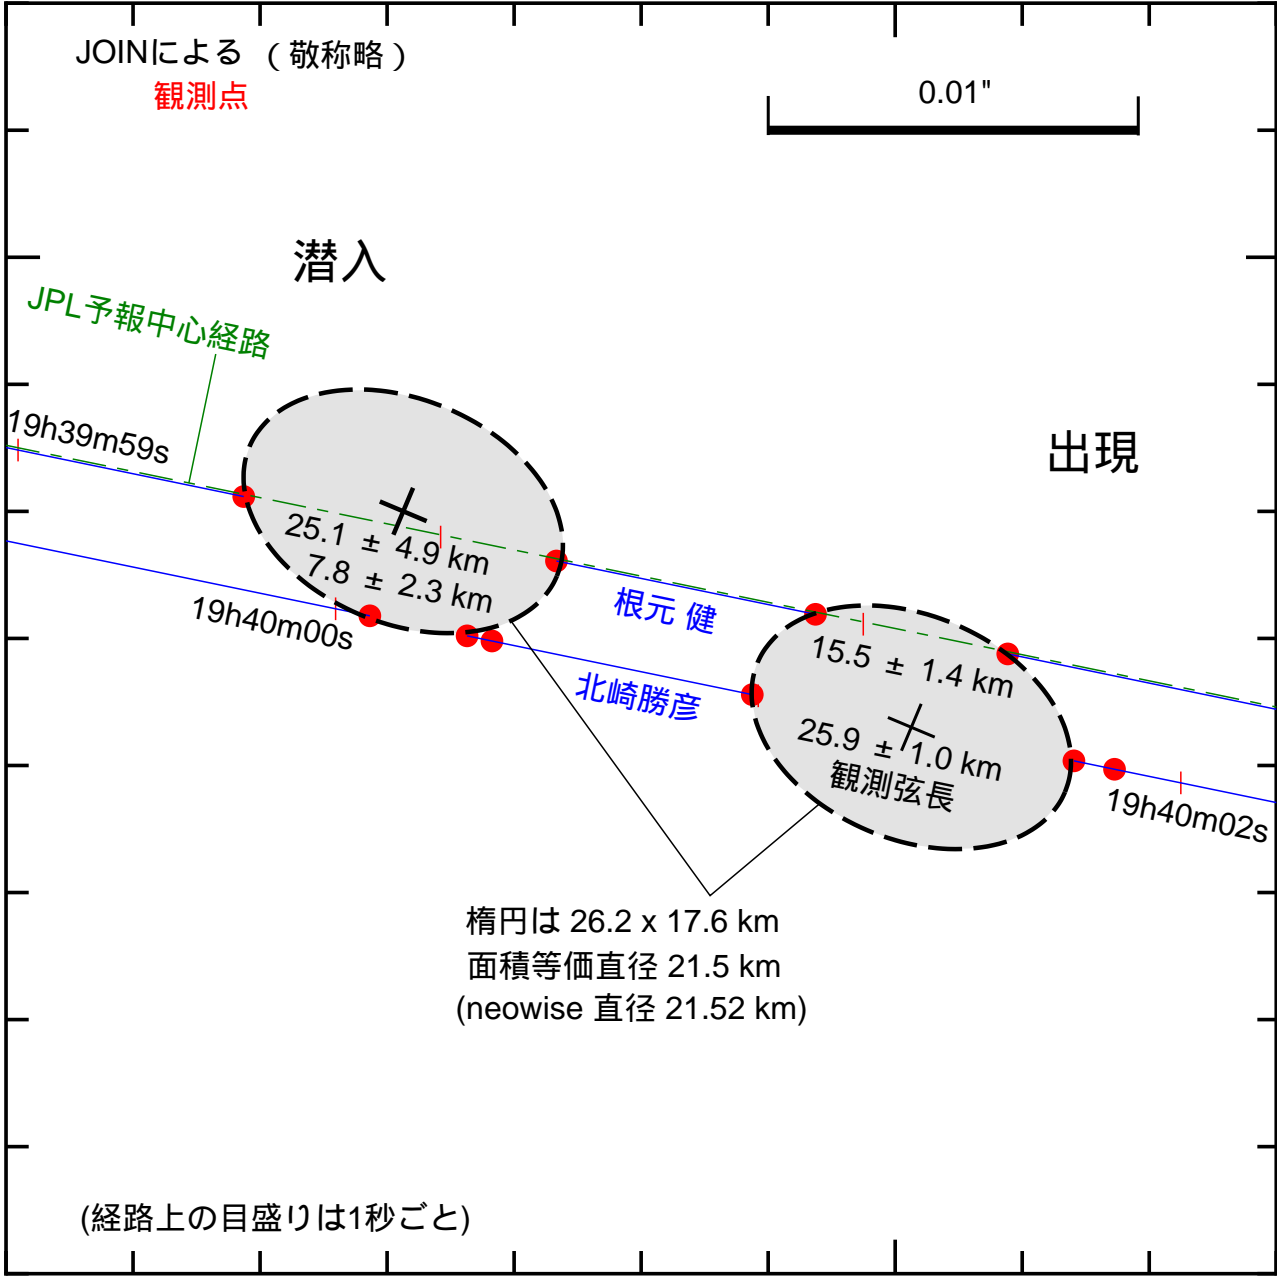 JOINによる （敬称略）
観測点
0.01"
潜入
JPL予報中心経路
19h39m59s
出現
25.1 ± 4.9 km
7.8 ± 2.3 km
19h40m00s
根元 健
15.5 ± 1.4 km
北崎勝彦
25.9 ± 1.0 km
観測弦長
19h40m02s
楕円は 26.2 x 17.6 km
面積等価直径 21.5 km
(neowise 直径 21.52 km)
(経路上の目盛りは1秒ごと)